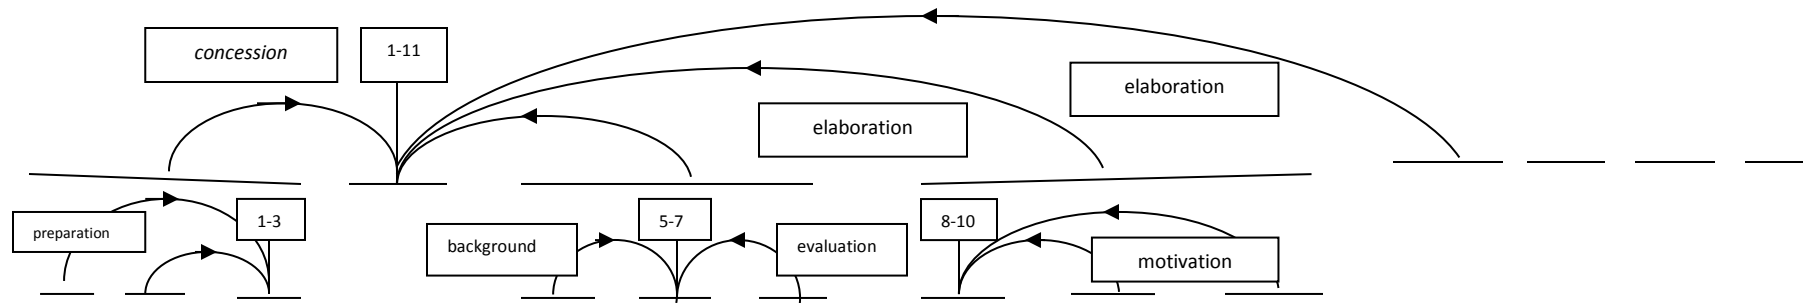 concession
1-11
elaboration
elaboration
preparation
1-3
background
5-7
evaluation
8-10
motivation